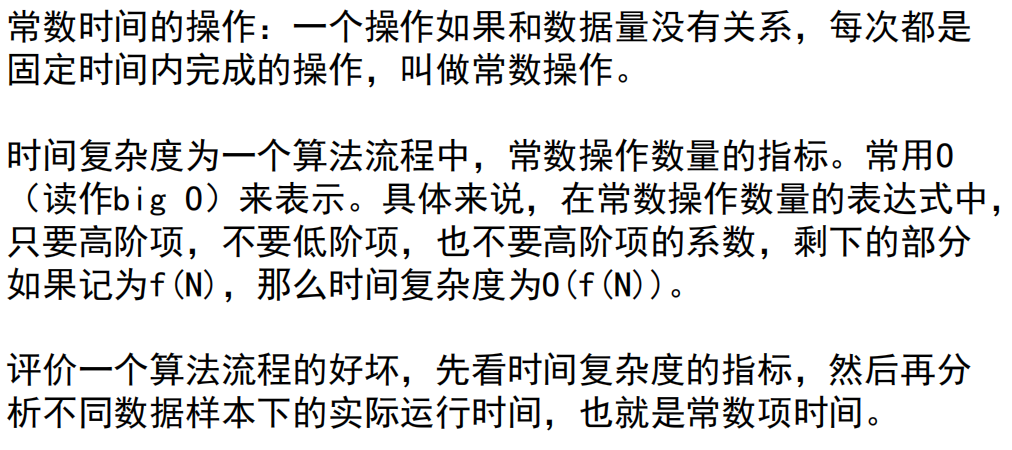 常数时间的操作：一个操作如果和数据量没有关系，每次都是
固定时间内完成的操作，叫做常数操作。
时间复杂度为一个算法流程中，常数操作数量的指标。常用O
（读作big O）来表示。具体来说，在常数操作数量的表达式中，
只要高阶项，不要低阶项，也不要高阶项的系数，剩下的部分
如果记为f(N)，那么时间复杂度为O(f(N))。
评价一个算法流程的好坏，先看时间复杂度的指标，然后再分
析不同数据样本下的实际运行时间，也就是常数项时间。